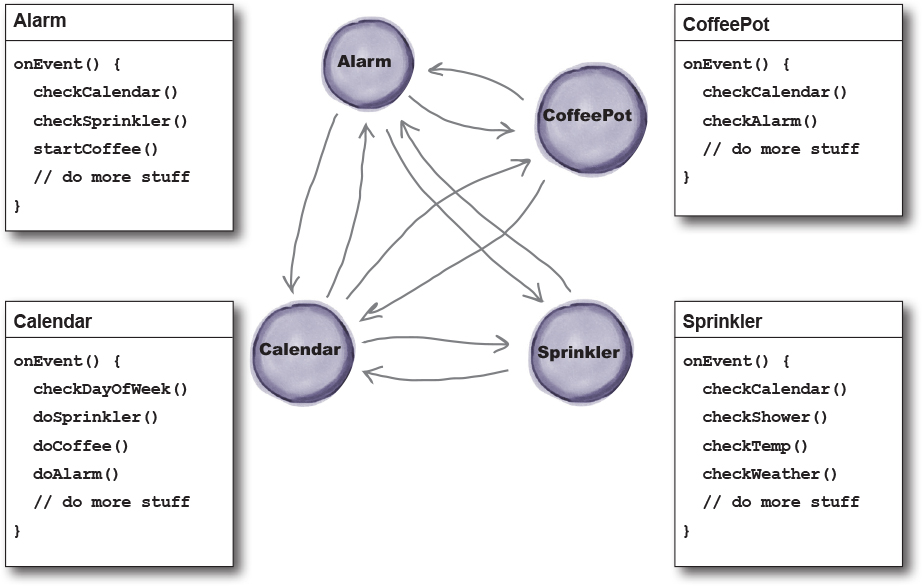 Alarm
onEvent() {
checkCalendar()
checkSprinkler()
startCoffee()
// do more stuff
}
Alarm
CoffeePot
CoffeePot
onEvent() {
checkCalendar()
checkAlarm()
// do more stuff
}
Calendar
onEvent() {
checkDayOfWeek()
doSprinkler()
doCoffee()
doAlarm()
// do more stuff
}
Calendar
Sprinkler
Sprinkler
onEvent() {
checkCalendar()
checkShower()
checkTemp()
checkWeather()
// do more stuff
}